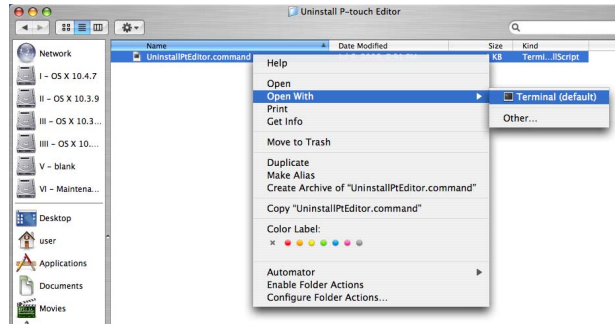 Uninstall P-touch Editor
Name Date Modified Size Kind
Network
UninstallPtEditor.command KB Termi...llScript
I – OS X 10.4.7
II – OS X 10.3.9
III – OS X 10.3...
IIII – OS X 10....
V – blank
VI – Maintena...
Desktop
user
Applications
Documents
Movies
Help
Open
Open With
Print
Get Info
Move to Trash
Duplicate
Make Alias
Create Archive of "UninstallPtEditor.command"
Copy "UninstallPtEditor.command"
Color Label:
Automator
Enable Folder Actions
Configure Folder Actions...
Terminal (default)
Other...